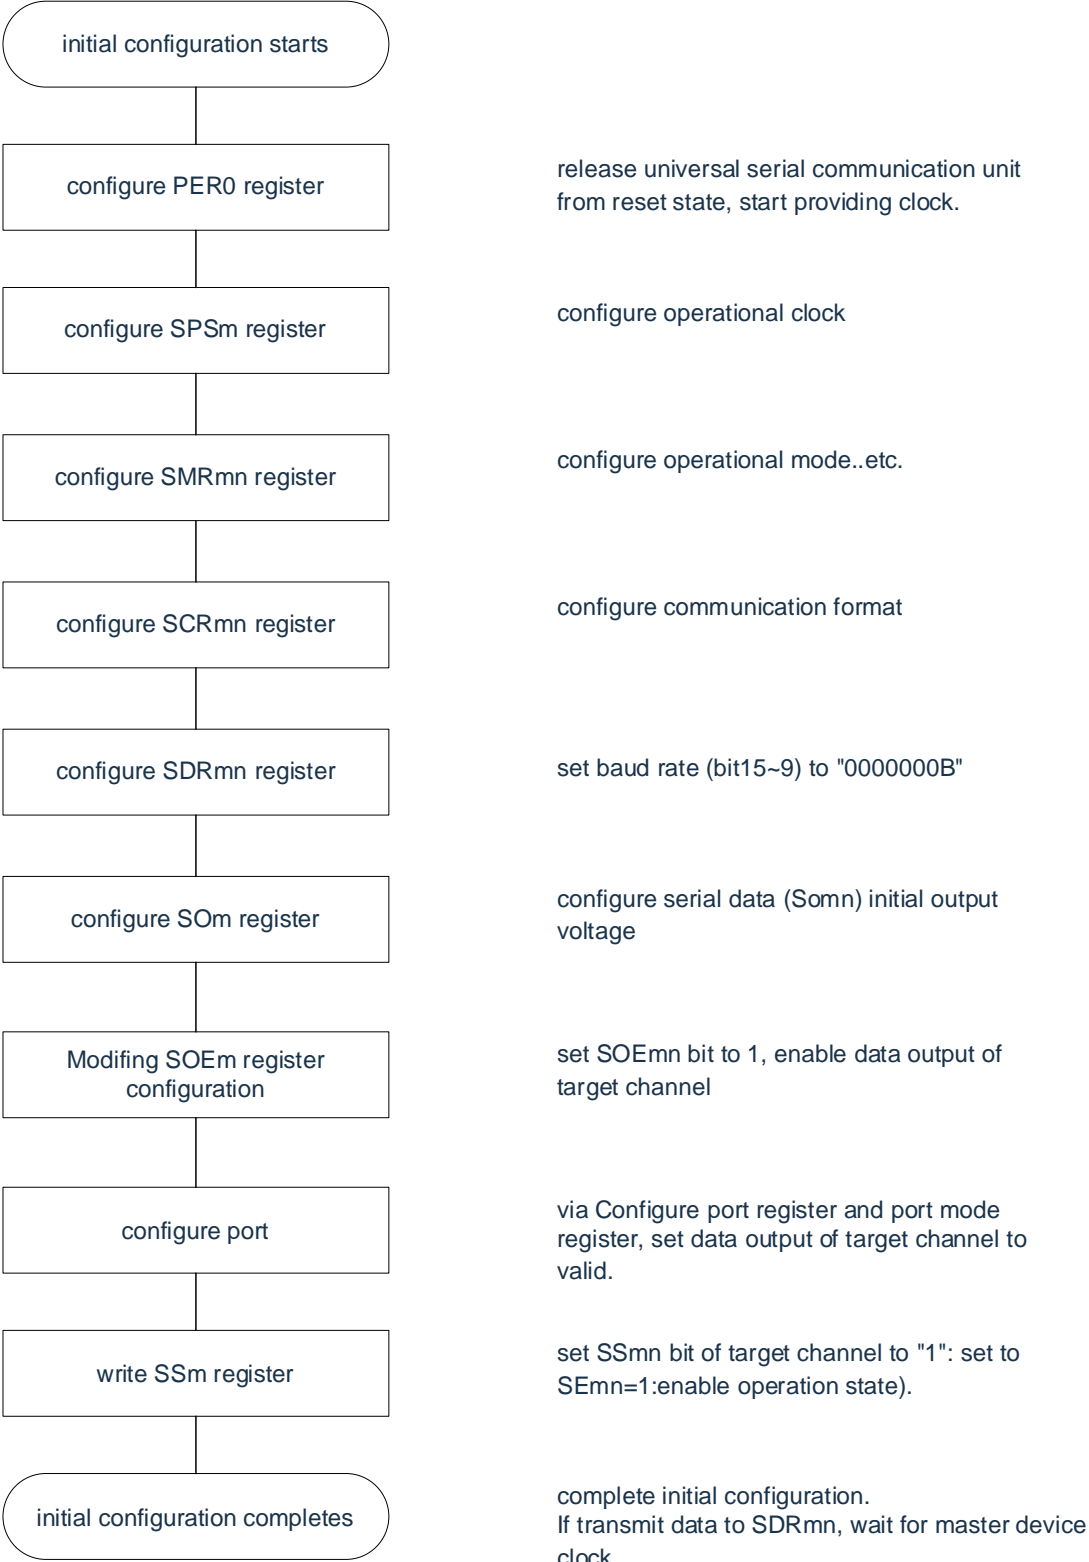 initial configuration starts
configure PER0 register
release universal serial communication unit
from reset state, start providing clock.
configure SPSm register
configure operational clock
configure SMRmn register
configure operational mode..etc.
configure SCRmn register
configure communication format
configure SDRmn register
set baud rate (bit15~9) to "0000000B"
configure SOm register
configure serial data (Somn) initial output
voltage
Modifing SOEm register
configuration
set SOEmn bit to 1, enable data output of
target channel
configure port
via Configure port register and port mode
register, set data output of target channel to
valid.
write SSm register
set SSmn bit of target channel to "1": set to
SEmn=1:enable operation state).
initial configuration completes
complete initial configuration.
If transmit data to SDRmn, wait for master device
clock